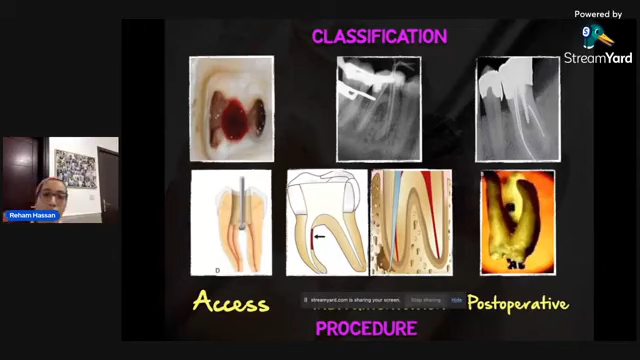 Powered by
StreamYard
CLASSIFICATION
Reham Hassan
D
Access
streamyard.com is sharing your screen.
Stop sharing
Hide
Postoperative
PROCEDURE